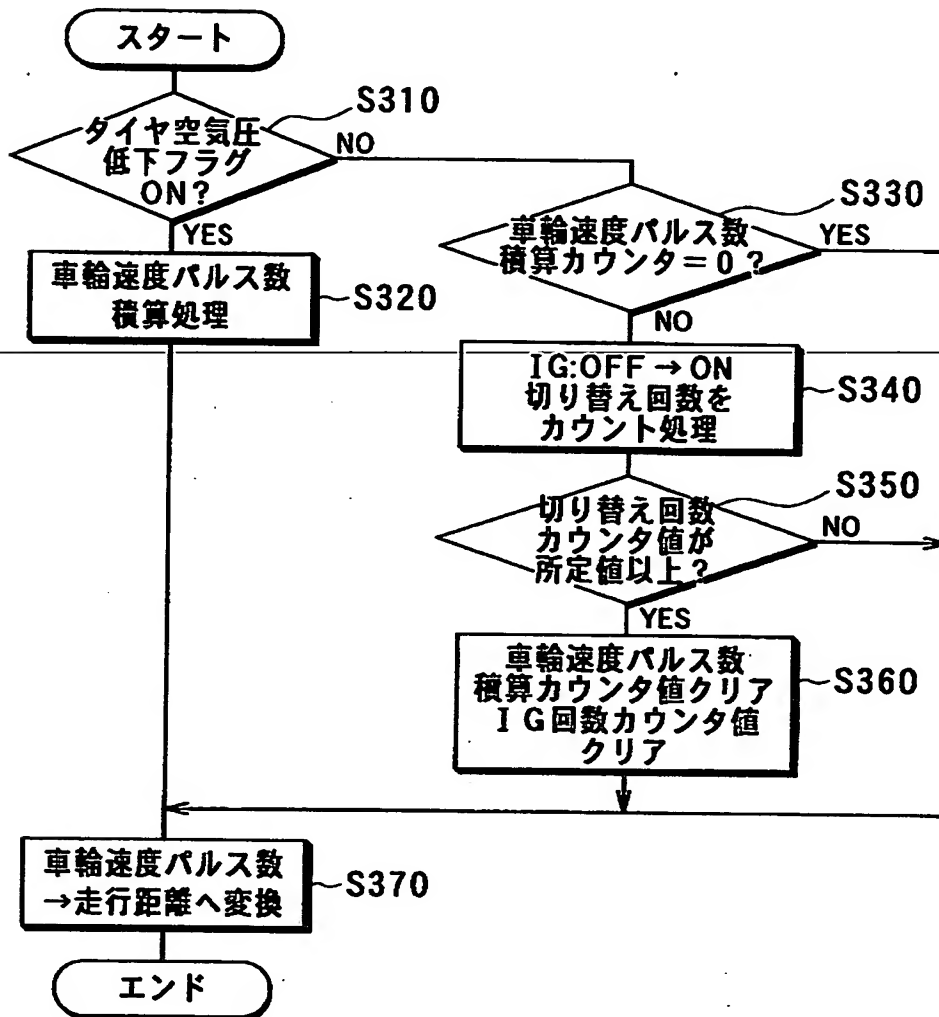 スタート
S310
タイヤ空気圧
低下フラグ
ON?
NO
YES
車輪速度パルス数
積算処理
S320
S330
車輪速度パルス数
積算カウンタ=0?
YES
NO
IG:OFF→ON
切り替え回数を
カウント処理
S340
S350
切り替え回数
カウンタ値が
所定値以上?
NO
YES
車輪速度パルス数
積算カウンタ値クリア
IG回数カウンタ値
クリア
S360
車輪速度パルス数
→走行距離へ変換
S370
エンド